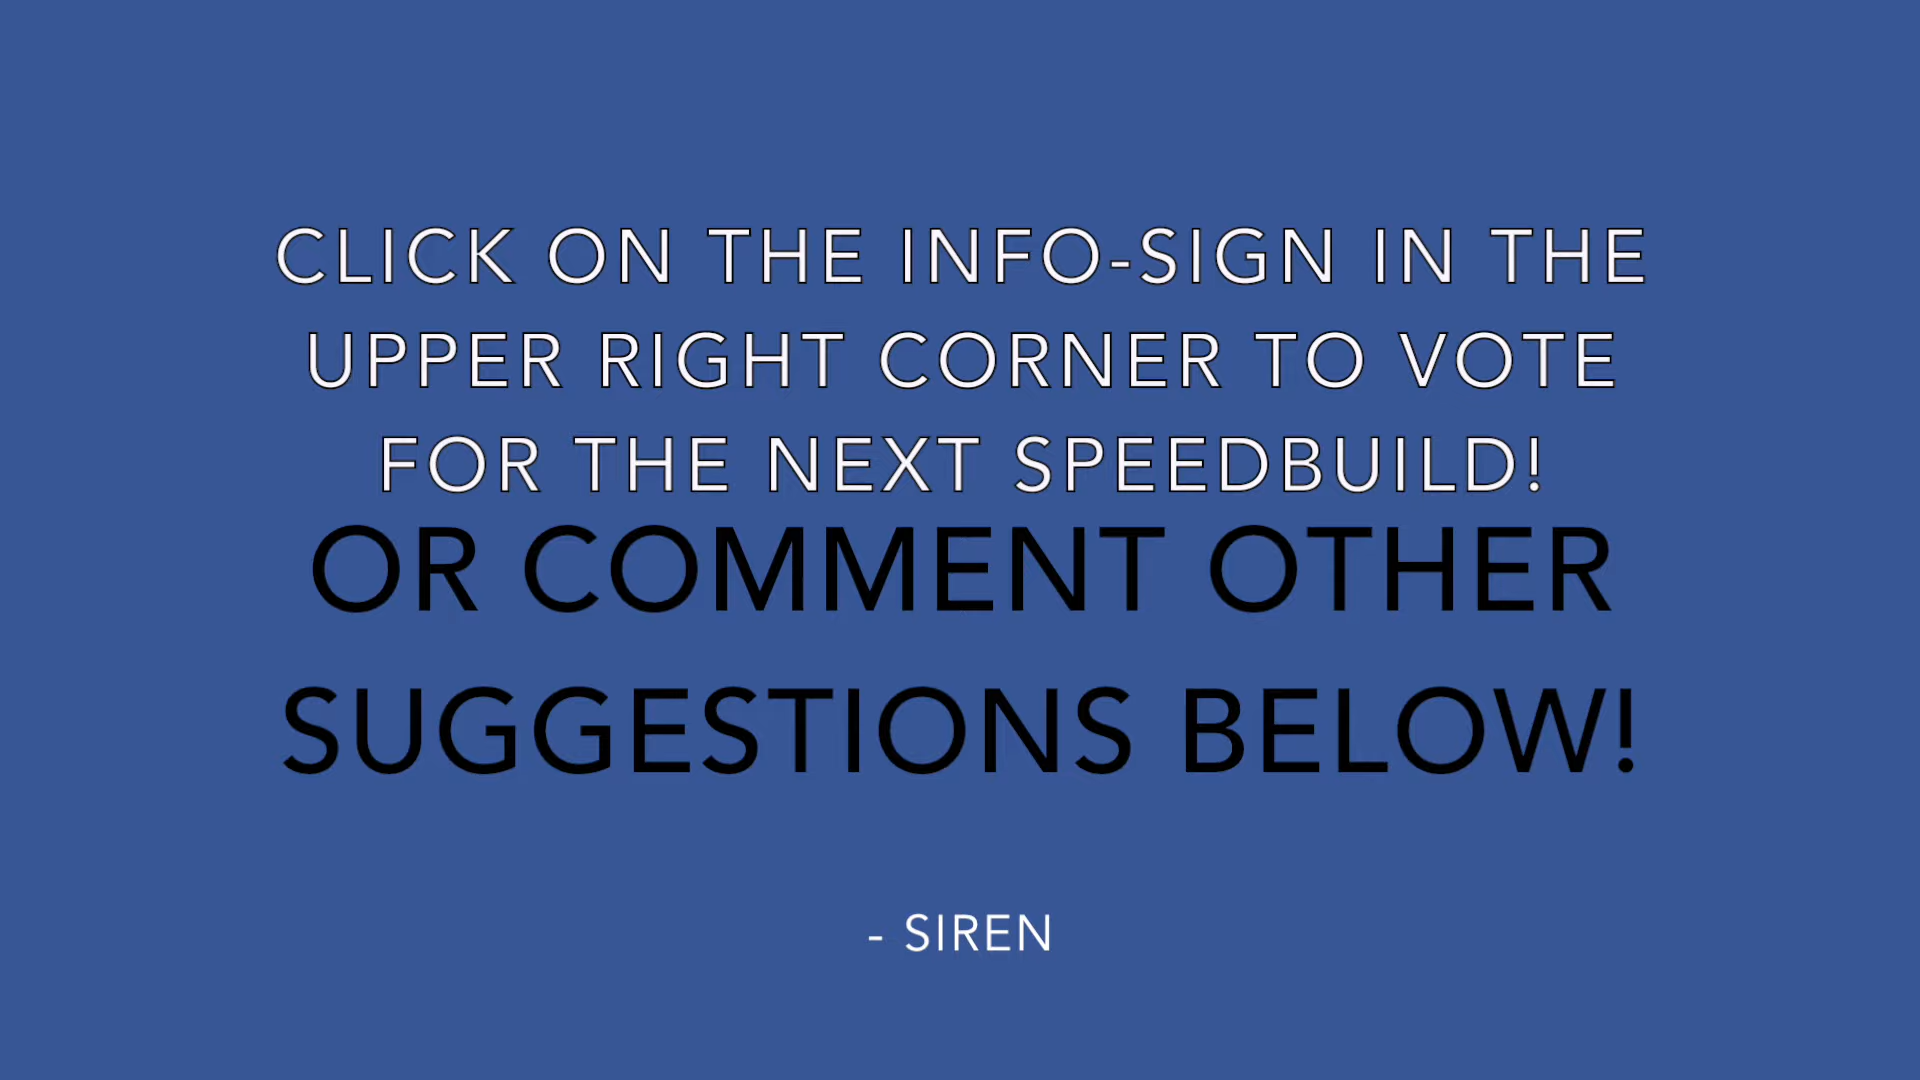 CLICK ON THE INFO-SIGN IN THE
UPPER RIGHT CORNER TO VOTE
FOR THE NEXT SPEEDBUILD!
OR COMMENT OTHER
SUGGESTIONS BELOW!
- SIREN